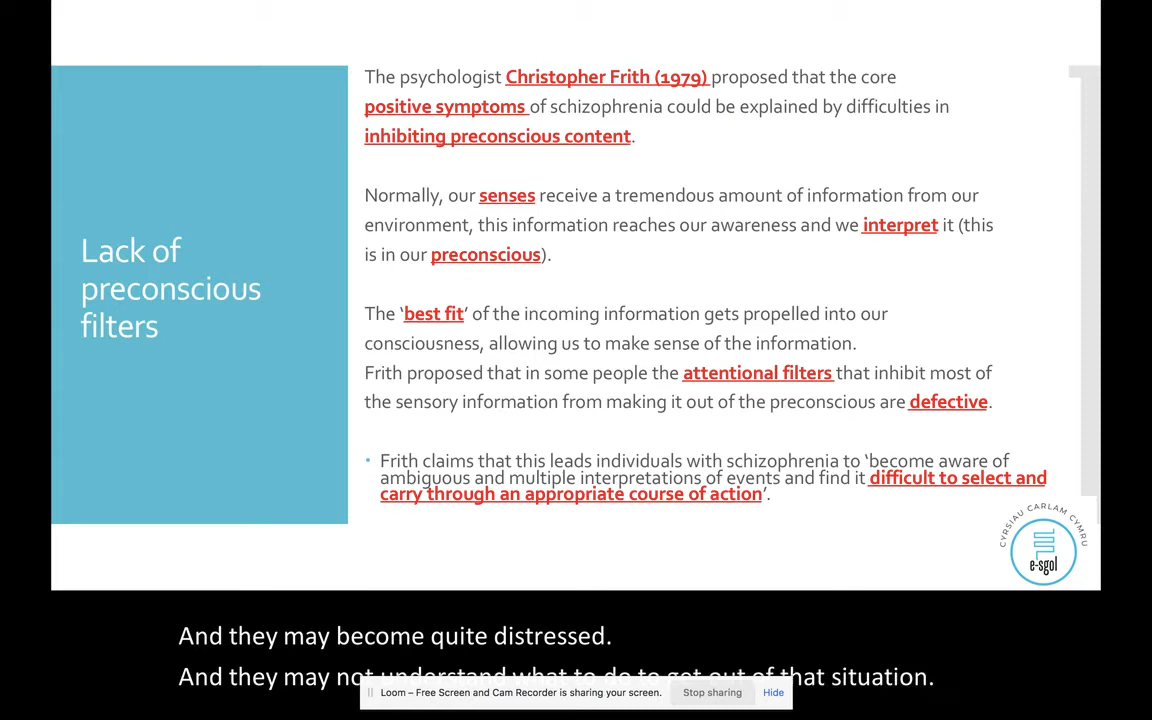 The psychologist Christopher Frith (1979) proposed that the core
positive symptoms of schizophrenia could be explained by difficulties in
inhibiting preconscious content.
Normally, our senses receive a tremendous amount of information from our
environment, this information reaches our awareness and we interpret it (this
is in our preconscious).
Lack of
preconscious
filters
The ‘best fit’ of the incoming information gets propelled into our
consciousness, allowing us to make sense of the information.
Frith proposed that in some people the attentional filters that inhibit most of
the sensory information from making it out of the preconscious are defective.
• Frith claims that this leads individuals with schizophrenia to ‘become aware of
ambiguous and multiple interpretations of events and find it difficult to select and
carry through an appropriate course of action’.
CYRSIAU CARLAM CYMRU
e-sgol
And they may become quite distressed.
And they may not understand what to do to get out of that situation.
Loom – Free Screen and Cam Recorder is sharing your screen.
Stop sharing
Hide